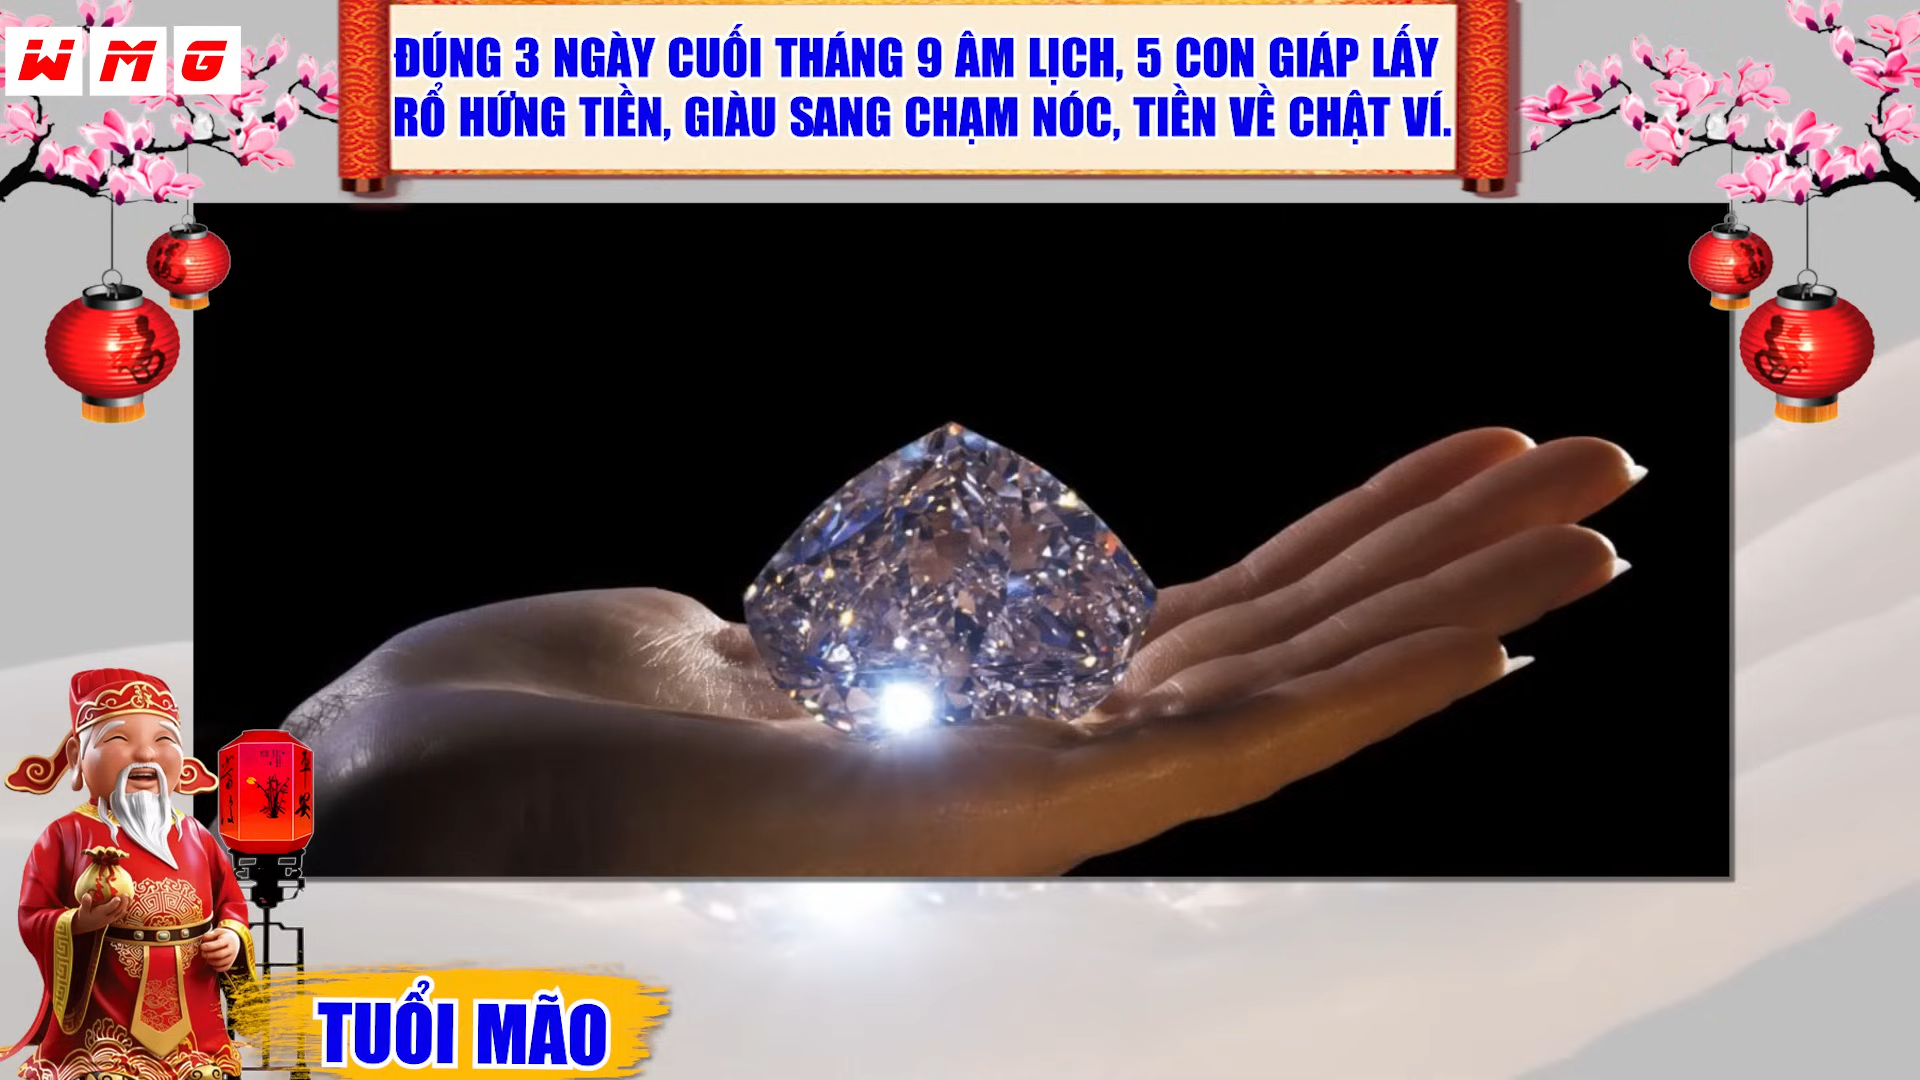 WMG
ĐÚNG 3 NGÀY CUỐI THÁNG 9 ÂM LỊCH, 5 CON GIÁP LẤY
RỔ HỨNG TIỀN, GIÀU SANG CHẠM NÓC, TIỀN VỀ CHẬT VÍ.
TUỔI MÃO